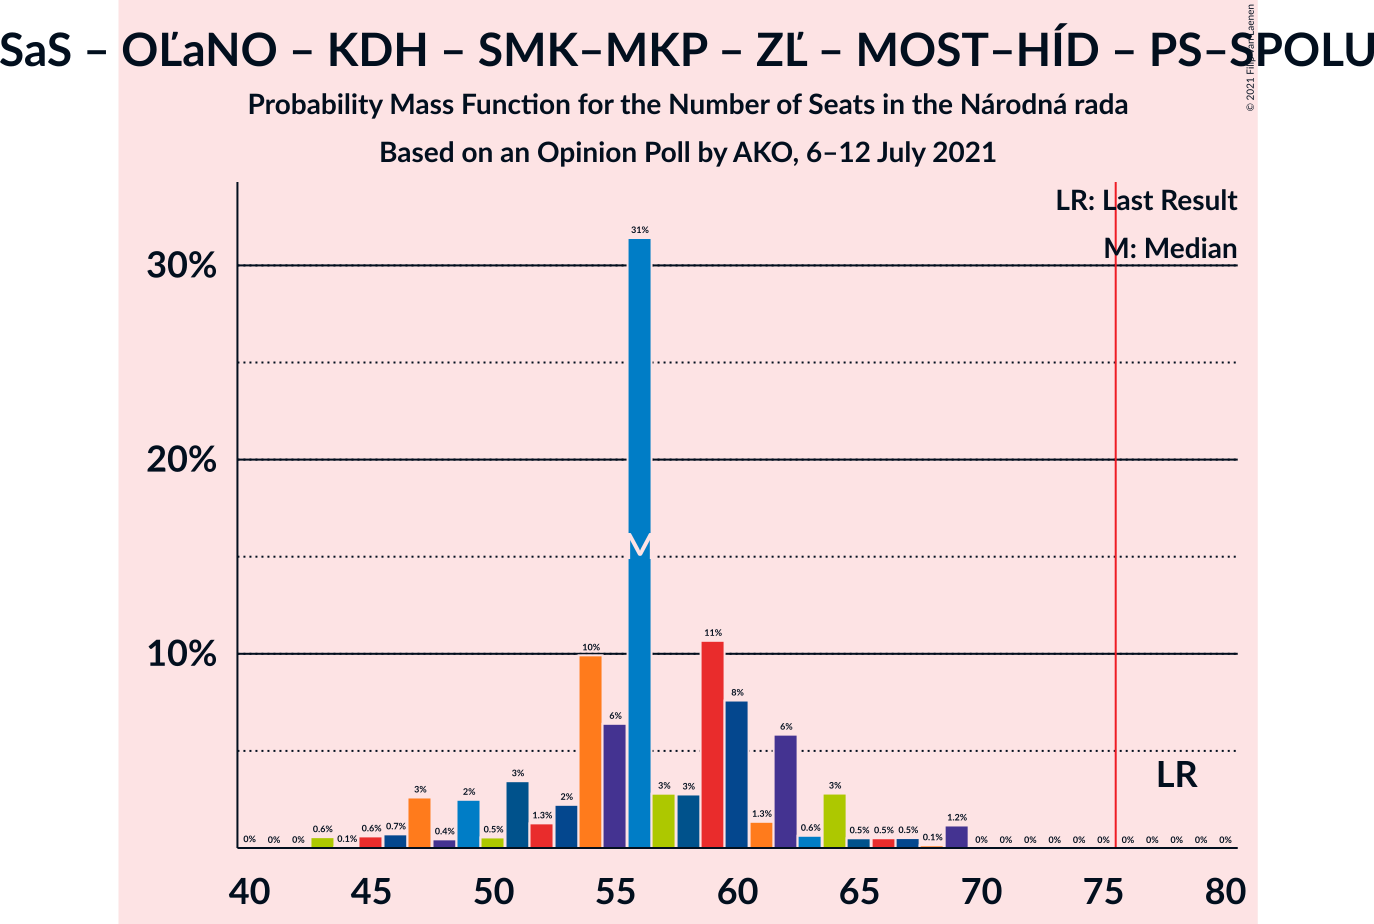 SaS – OĽaNO – KDH – SMK–MKP – ZĽ – MOST–HÍD – PS–SPOLU
© 2021 Filip van Laenen
Probability Mass Function for the Number of Seats in the Národná rada
Based on an Opinion Poll by AKO, 6–12 July 2021
LR: Last Result
M: Median
30%
20%
10%
0% 0% 0% 0.6% 0.1% 0.6% 0.7% 3% 0.4% 2% 0.5% 3% 1.3% 2% 10% 6% 31% 3% 3% 11% 8% 1.3% 6% 0.6% 3% 0.5% 0.5% 0.5% 0.1% 1.2% 0% 0% 0% 0% 0% 0% 0% 0% 0% 0% 0%
M
LR
40 45 50 55 60 65 70 75 80